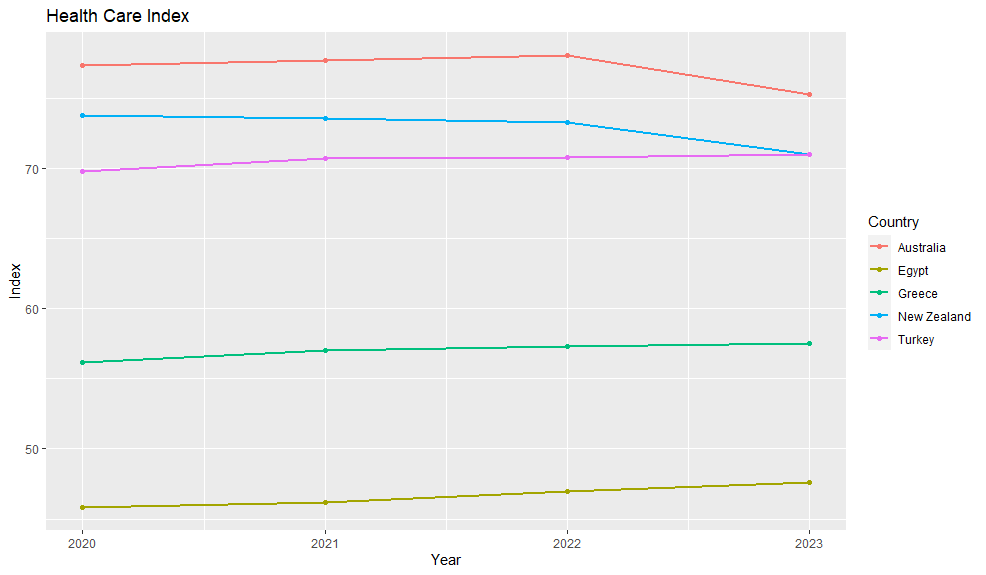 Health Care Index
Index
70
60
50
2020
2021
2022
2023
Year
Country
Australia
Egypt
Greece
New Zealand
Turkey